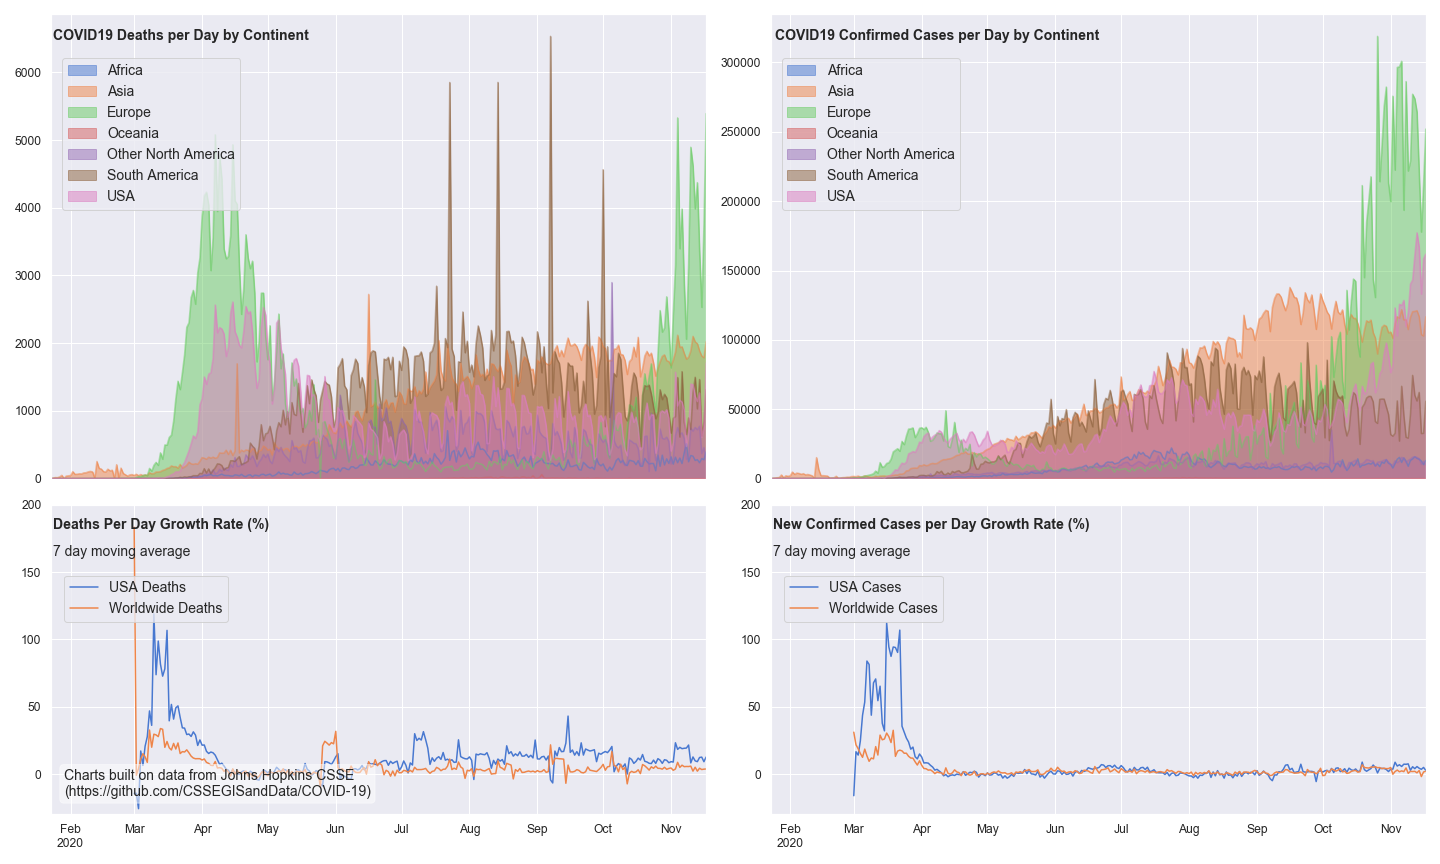 COVID19 Deaths per Day by Continent
Africa
Asia
Europe
Oceania
Other North America
South America
USA
6000
5000
4000
3000
2000
1000
0
COVID19 Confirmed Cases per Day by Continent
Africa
Asia
Europe
Oceania
Other North America
South America
USA
300000
250000
200000
150000
100000
50000
0
Deaths Per Day Growth Rate (%)
7 day moving average
USA Deaths
Worldwide Deaths
200
150
100
50
0
Charts built on data from Johns Hopkins CSSE
(https://github.com/CSSEGISandData/COVID-19)
Feb Mar Apr May Jun Jul Aug Sep Oct Nov
2020
New Confirmed Cases per Day Growth Rate (%)
7 day moving average
USA Cases
Worldwide Cases
200
150
100
50
0
Feb Mar Apr May Jun Jul Aug Sep Oct Nov
2020